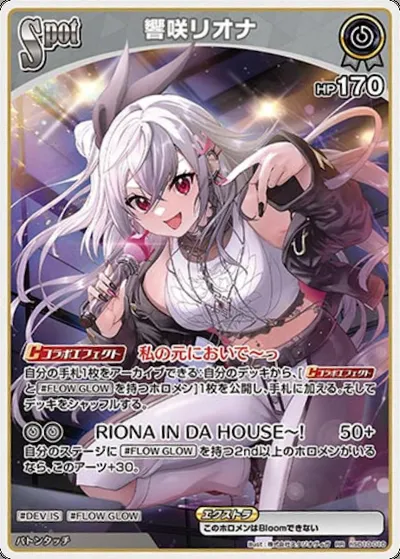 Spot
響咲リオナ
HP170
コラボエフェクト 私の元においで〜っ
自分の手札1枚をアーカイブできる:自分のデッキから、[コラボエフェクト
と #FLOW GLOW を持つホロメン]1枚を公開し、手札に加える。そして
デッキをシャッフルする。
RIONA IN DA HOUSE〜! 50+
自分のステージに #FLOW GLOW を持つ2nd以上のホロメンがいる
なら、このアーツ+30。
#DEV_IS #FLOW GLOW
エクストラ
このホロメンはBloomできない
バトンタッチ
Illust: RR hSD10-010